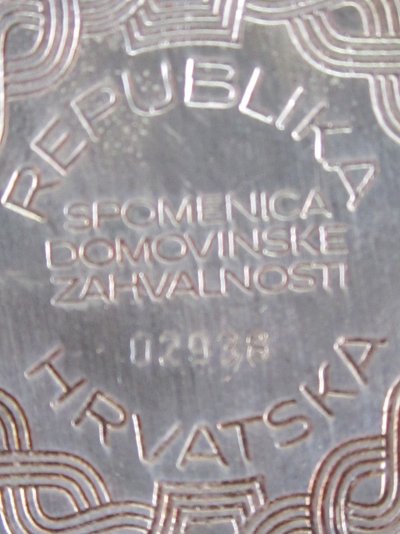 REPUBLIKA
SPOMENICA
DOMOVINSKE
ZAHVALNOSTI
HRVATSKA